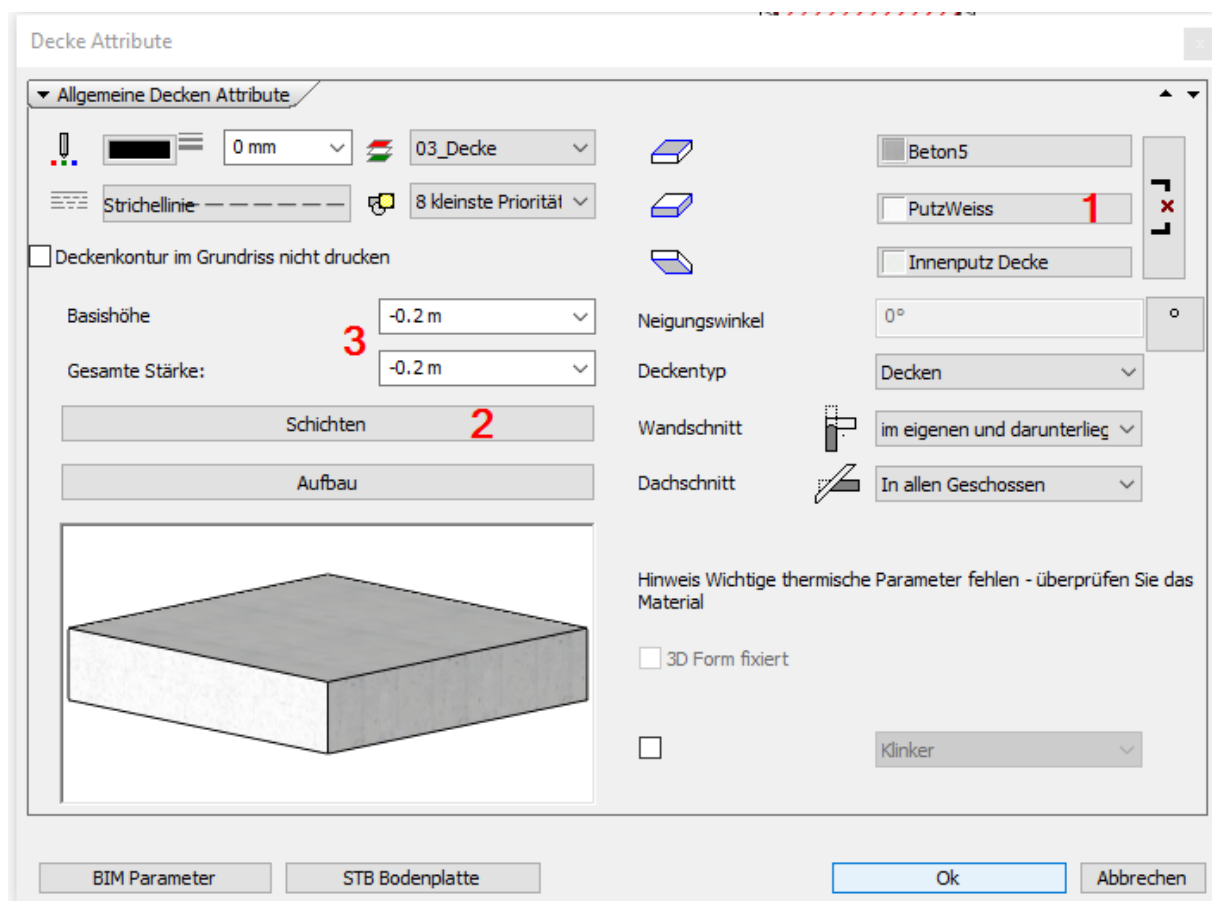 Decke Attribute
x
Allgemeine Decken Attribute
0 mm
03_Decke
Beton5
Strichellinie
8 kleinste Priorität
PutzWeiss
1
Deckenkontur im Grundriss nicht drucken
Innenputz Decke
Basishöhe
-0.2 m
Neigungswinkel
0°
°
3
Gesamte Stärke:
-0.2 m
Deckentyp
Decken
Schichten
2
Wandschnitt
im eigenen und darunterlieg
Aufbau
Dachschnitt
In allen Geschossen
Hinweis Wichtige thermische Parameter fehlen - überprüfen Sie das
Material
3D Form fixiert
Klinker
BIM Parameter
STB Bodenplatte
Ok
Abbrechen